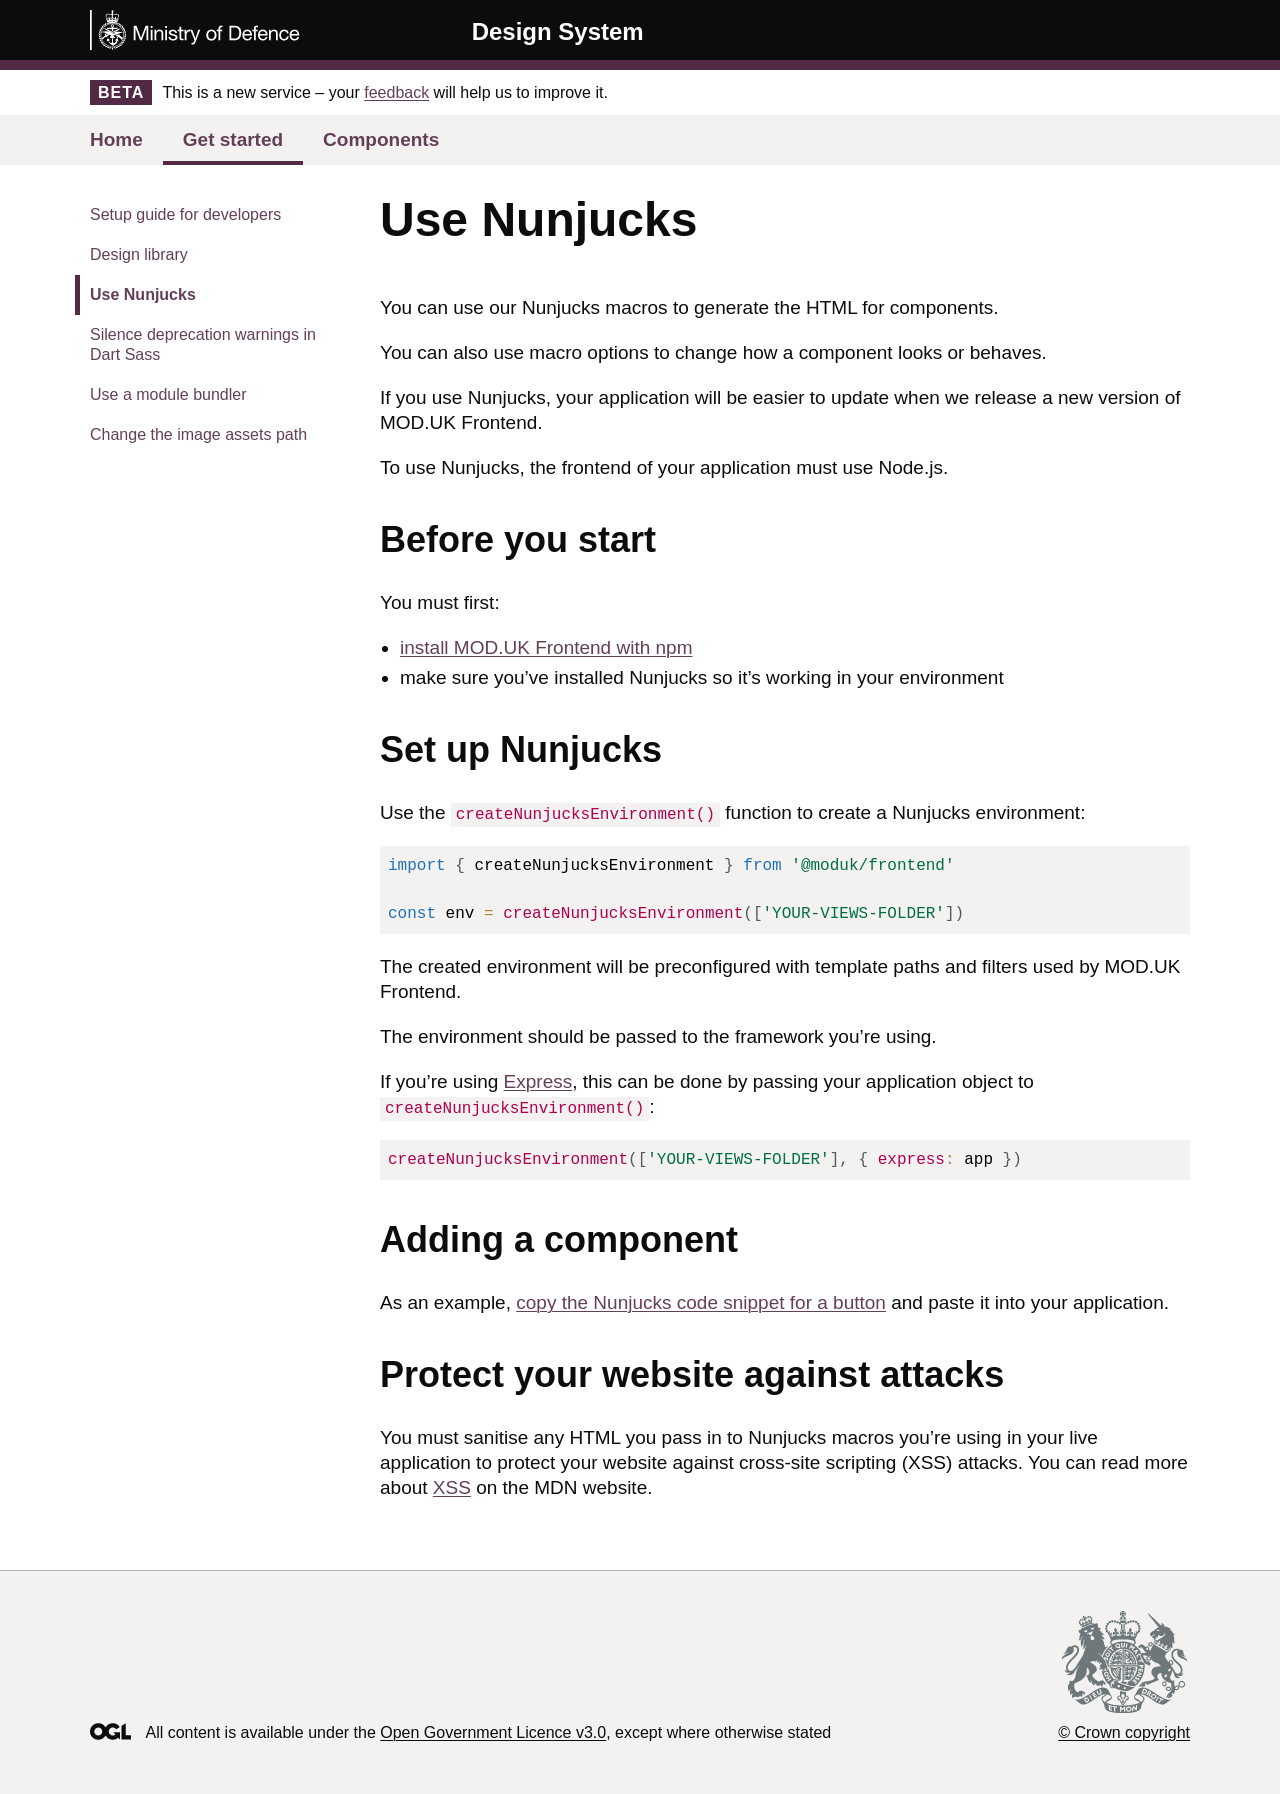 Ministry of Defence
Design System
BETA This is a new service – your feedback will help us to improve it.
Home Get started Components
Setup guide for developers
Design library
Use Nunjucks
Silence deprecation warnings in
Dart Sass
Use a module bundler
Change the image assets path
Use Nunjucks
You can use our Nunjucks macros to generate the HTML for components.
You can also use macro options to change how a component looks or behaves.
If you use Nunjucks, your application will be easier to update when we release a new version of
MOD.UK Frontend.
To use Nunjucks, the frontend of your application must use Node.js.
Before you start
You must first:
• install MOD.UK Frontend with npm
• make sure you’ve installed Nunjucks so it’s working in your environment
Set up Nunjucks
Use the createNunjucksEnvironment() function to create a Nunjucks environment:
import { createNunjucksEnvironment } from '@moduk/frontend'
const env = createNunjucksEnvironment(['YOUR-VIEWS-FOLDER'])
The created environment will be preconfigured with template paths and filters used by MOD.UK
Frontend.
The environment should be passed to the framework you’re using.
If you’re using Express, this can be done by passing your application object to
createNunjucksEnvironment():
createNunjucksEnvironment(['YOUR-VIEWS-FOLDER'], { express: app })
Adding a component
As an example, copy the Nunjucks code snippet for a button and paste it into your application.
Protect your website against attacks
You must sanitise any HTML you pass in to Nunjucks macros you’re using in your live
application to protect your website against cross-site scripting (XSS) attacks. You can read more
about XSS on the MDN website.
DIEU ET MON DROIT
OGL All content is available under the Open Government Licence v3.0, except where otherwise stated
© Crown copyright